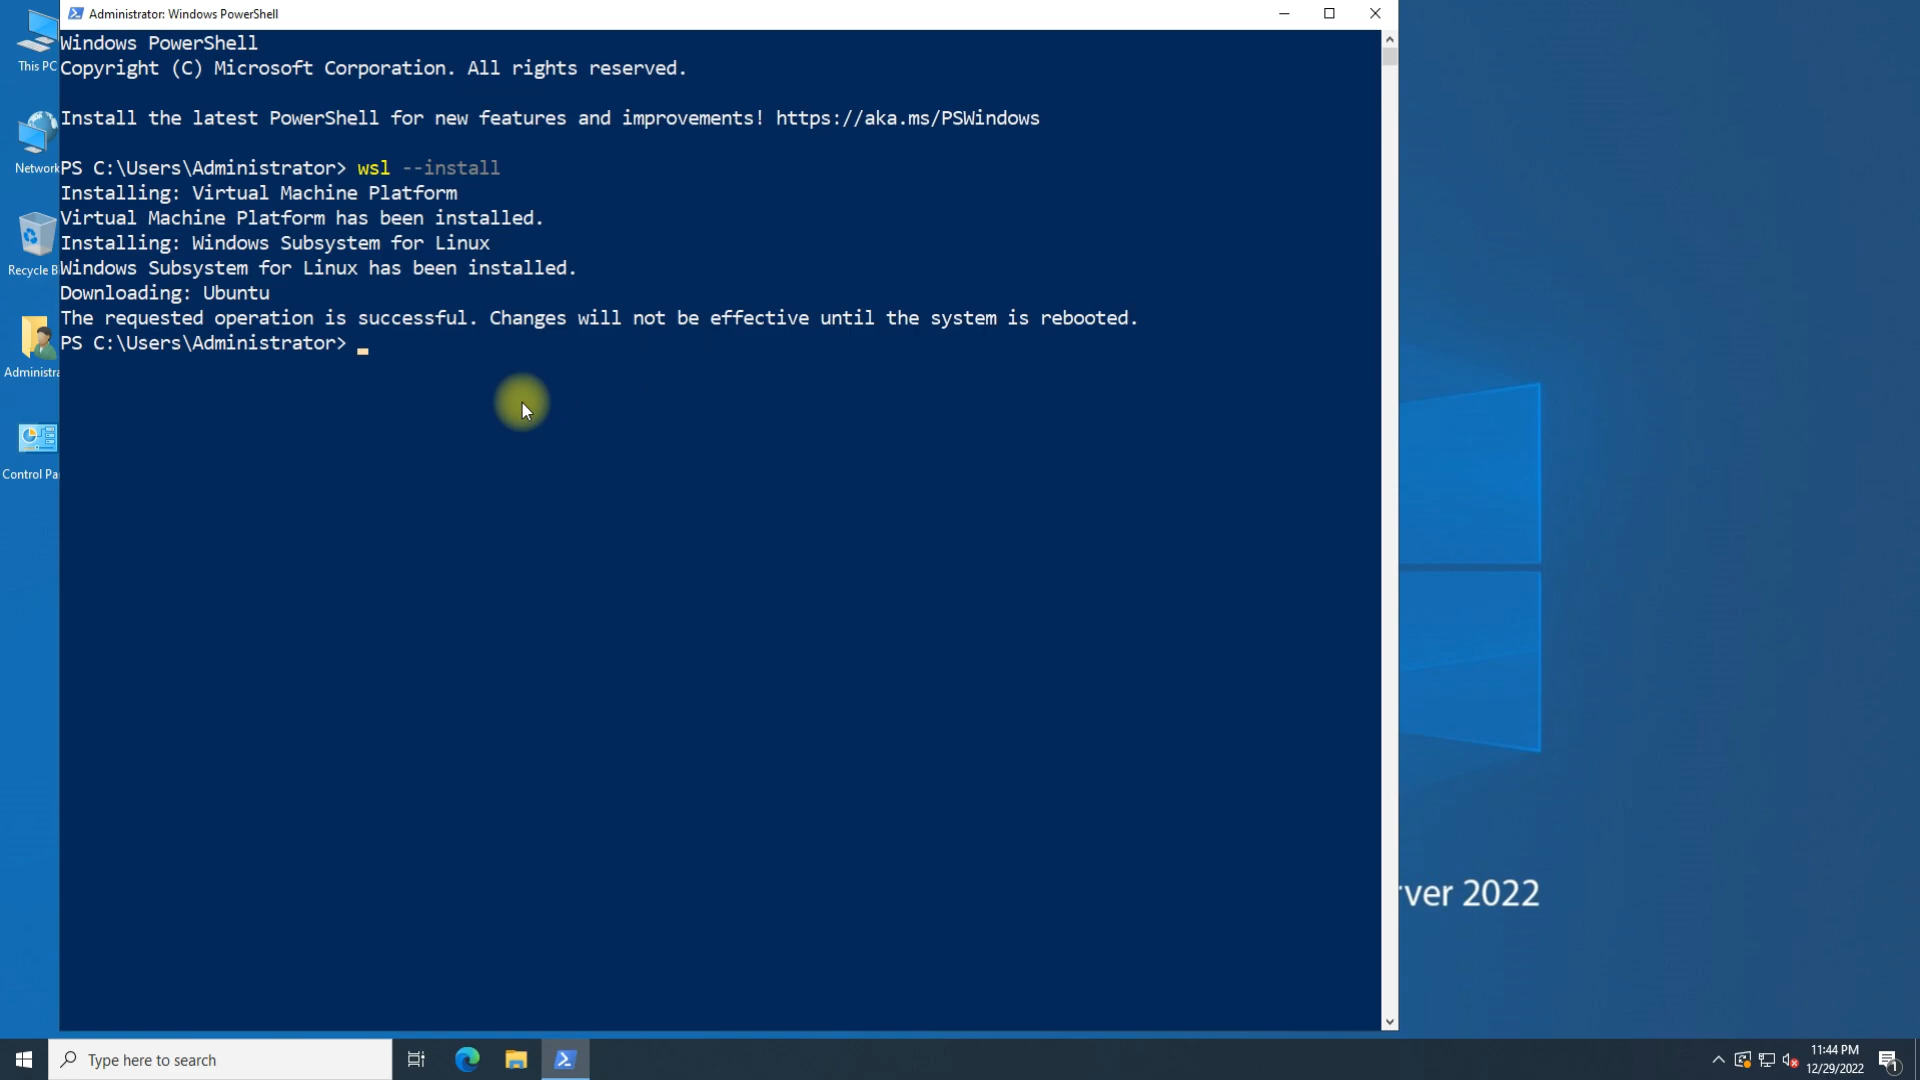 Administrator: Windows PowerShell
This PC
Network
Recycle B
Administra
Control Pa
Windows PowerShell
Copyright (C) Microsoft Corporation. All rights reserved.
Install the latest PowerShell for new features and improvements! https://aka.ms/PSWindows
PS C:\Users\Administrator> wsl --install
Installing: Virtual Machine Platform
Virtual Machine Platform has been installed.
Installing: Windows Subsystem for Linux
Windows Subsystem for Linux has been installed.
Downloading: Ubuntu
The requested operation is successful. Changes will not be effective until the system is rebooted.
PS C:\Users\Administrator>
rver 2022
Type here to search
11:44 PM
12/29/2022
1